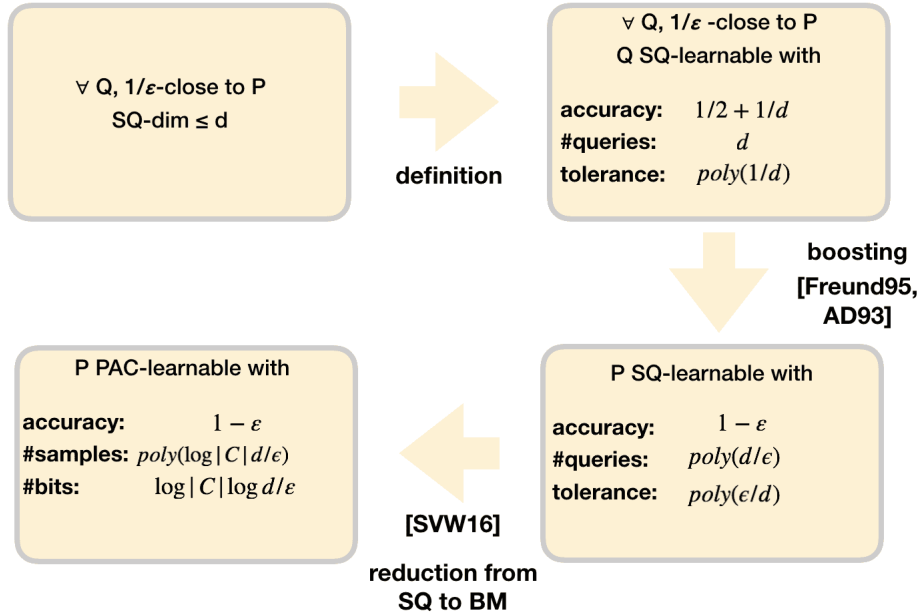 ∀ Q, 1/ε-close to P
SQ-dim ≤ d
definition
∀ Q, 1/ε -close to P
Q SQ-learnable with
accuracy: 1/2 + 1/d
#queries: d
tolerance: poly(1/d)
boosting
[Freund95,
AD93]
P SQ-learnable with
accuracy: 1 − ε
#queries: poly(d/ϵ)
tolerance: poly(ϵ/d)
[SVW16]
reduction from
SQ to BM
P PAC-learnable with
accuracy: 1 − ε
#samples: poly(log|C|d/ϵ)
#bits: log|C|log d/ε